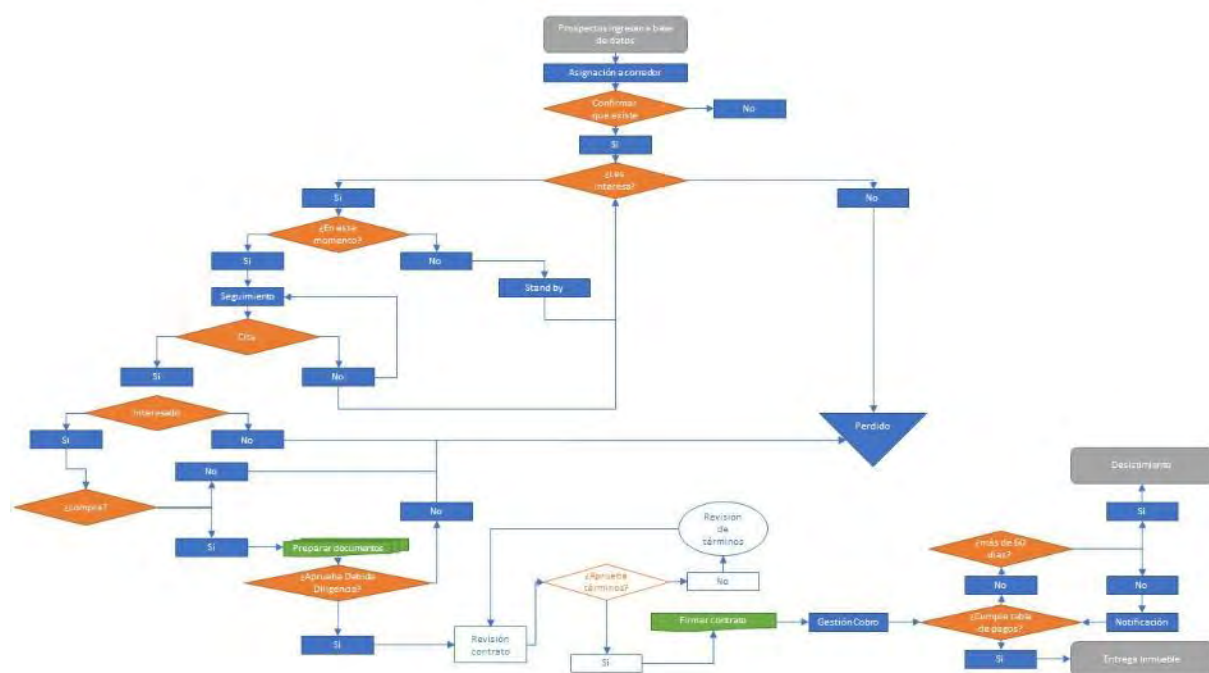 Prospectos ingresan a base
de datos
Asignación a corredor
Confirmar
que existe
No
Si
¿Les
interesa?
Si
No
¿En este
momento?
Si
No
Seguimiento
Stand by
Cita
Si
No
Interesado
Si
No
Perdido
No
¿compra?
Desistimiento
No
Revisión
de
términos
Si
Si
Preparar documentos
¿más de 60
días?
¿Aprueba Debida
Diligencia?
¿Aprueba
términos?
No
No
No
Firmar contrato
Gestión Cobro
¿Cumple tabla
de pagos?
Notificación
Si
Revisión
contrato
Si
Si
Entrega inmueble